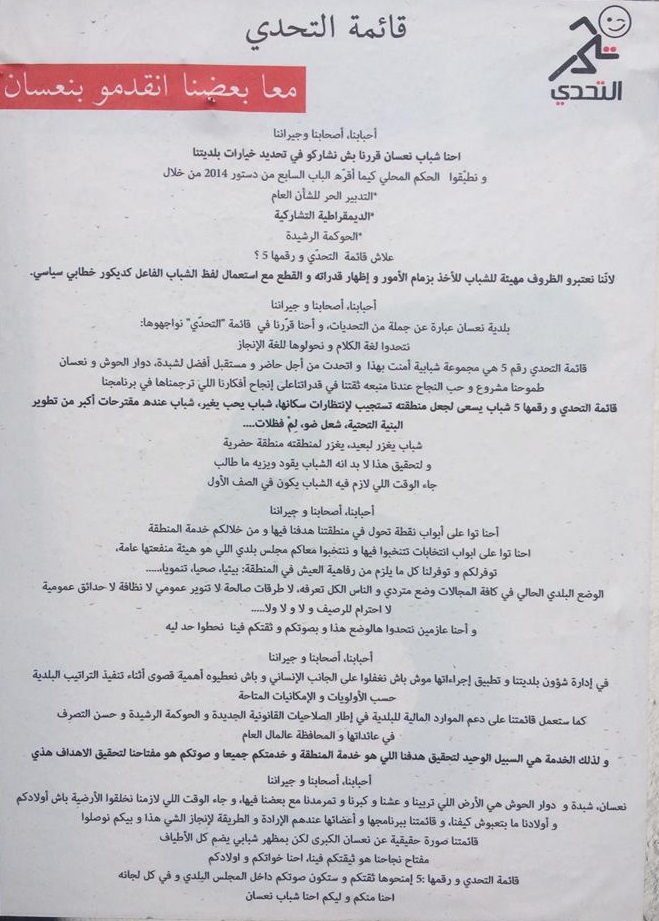 قائمة التحدي
التحدي
معا بعضنا انقدمو بنعسان
أحبابنا، أصحابنا وجيراننا
احنا شباب نعسان قررنا بش نشاركو في تحديد خيارات بلديتنا
و نطبّقوا الحكم المحلي كيما أقرّه الباب السابع من دستور 2014 من خلال
*التدبير الحر للشأن العام
*الديمقراطية التشاركية
*الحوكمة الرشيدة
علاش قائمة التحدّي و رقمها 5 ؟
لأننا نعتبرو الظروف مهيئة للشباب للأخذ بزمام الأمور و إظهار قدراته و القطع مع استعمال لفظ الشباب الفاعل كديكور خطابي سياسي.
أحبابنا، أصحابنا و جيراننا
بلدية نعسان عبارة عن جملة من التحديات، و أحنا قرّرنا في قائمة "التحدّي" نواجهوها:
نتحدوا لغة الكلام و نحولوها للغة الإنجاز
قائمة التحدي رقم 5 هي مجموعة شبابية أمنت بهذا و اتحدت من أجل حاضر و مستقبل أفضل لشبدة، دوار الحوش و نعسان
طموحنا مشروع و حب النجاح عندنا منبعه ثقتنا في قدراتناعلى إنجاح أفكارنا اللي ترجمناها في برنامجنا
قائمة التحدي و رقمها 5 شباب يسعى لجعل منطقته تستجيب لإنتظارات سكانها، شباب يحب يغير، شباب عنده مقترحات أكبر من تطوير
البنية التحتية، شعل ضو، لِمْ فظلات....
شباب يغزر لبعيد، يغزر لمنطقته منطقة حضرية
و لتحقيق هذا لا بد انه الشباب يقود ويزيه ما طالب
جاء الوقت اللي لازم فيه الشباب يكون في الصف الأول
أحبابنا، أصحابنا و جيراننا
أحنا توا على أبواب نقطة تحول في منطقتنا هدفنا فيها و من خلالكم خدمة المنطقة
احنا توا على ابواب انتخابات تنتخبوا فيها و ننتخبوا معاكم مجلس بلدي اللي هو هيئة منفعتها عامة،
توفرلكم و توفرلنا كل ما يلزم من رفاهية العيش في المنطقة: بيئيا، صحيا، تنمويا،.....
الوضع البلدي الحالي في كافة المجالات وضع متردي و الناس الكل تعرفه، لا طرقات صالحة لا تنوير عمومي لا نظافة لا حدائق عمومية
لا احترام للرصيف و لا و لا ولا.....
و أحنا عازمين نتحدوا هالوضع هذا و بصوتكم و ثقتكم فينا نحطوا حد ليه
أحبابنا، أصحابنا و جيراننا
في إدارة شؤون بلديتنا و تطبيق إجراءاتها موش باش نغفلوا على الجانب الإنساني و باش نعطيوه أهمية قصوى أثناء تنفيذ التراتيب البلدية
حسب الأولويات و الإمكانيات المتاحة
كما ستعمل قائمتنا على دعم الموارد المالية للبلدية في إطار الصلاحيات القانونية الجديدة و الحوكمة الرشيدة و حسن التصرف
في عائداتها و المحافظة عالمال العام
و لذلك الخدمة هي السبيل الوحيد لتحقيق هدفنا اللي هو خدمة المنطقة و خدمتكم جميعا و صوتكم هو مفتاحنا لتحقيق الاهداف هذي
أحبابنا، أصحابنا و جيراننا
نعسان، شبدة و دوار الحوش هي الأرض اللي تربينا و عشنا و كبرنا و تمرمدنا مع بعضنا فيها، و جاء الوقت اللي لازمنا نخلقوا الأرضية باش أولادكم
و أولادنا ما يتعبوش كيفنا، و قائمتنا ببرنامجها و أعضائها عندهم الإرادة و الطريقة لإنجاز الشي هذا و بيكم نوصلوا
قائمتنا صورة حقيقية عن نعسان الكبرى لكن بمظهر شبابي يضم كل الأطياف
مفتاح نجاحنا هو ثيقتكم فينا، احنا خواتكم و اولادكم
قائمة التحدي و رقمها :5 إمنحوها ثقتكم و ستكون صوتكم داخل المجلس البلدي و في كل لجانه
احنا منكم و ليكم احنا شباب نعسان